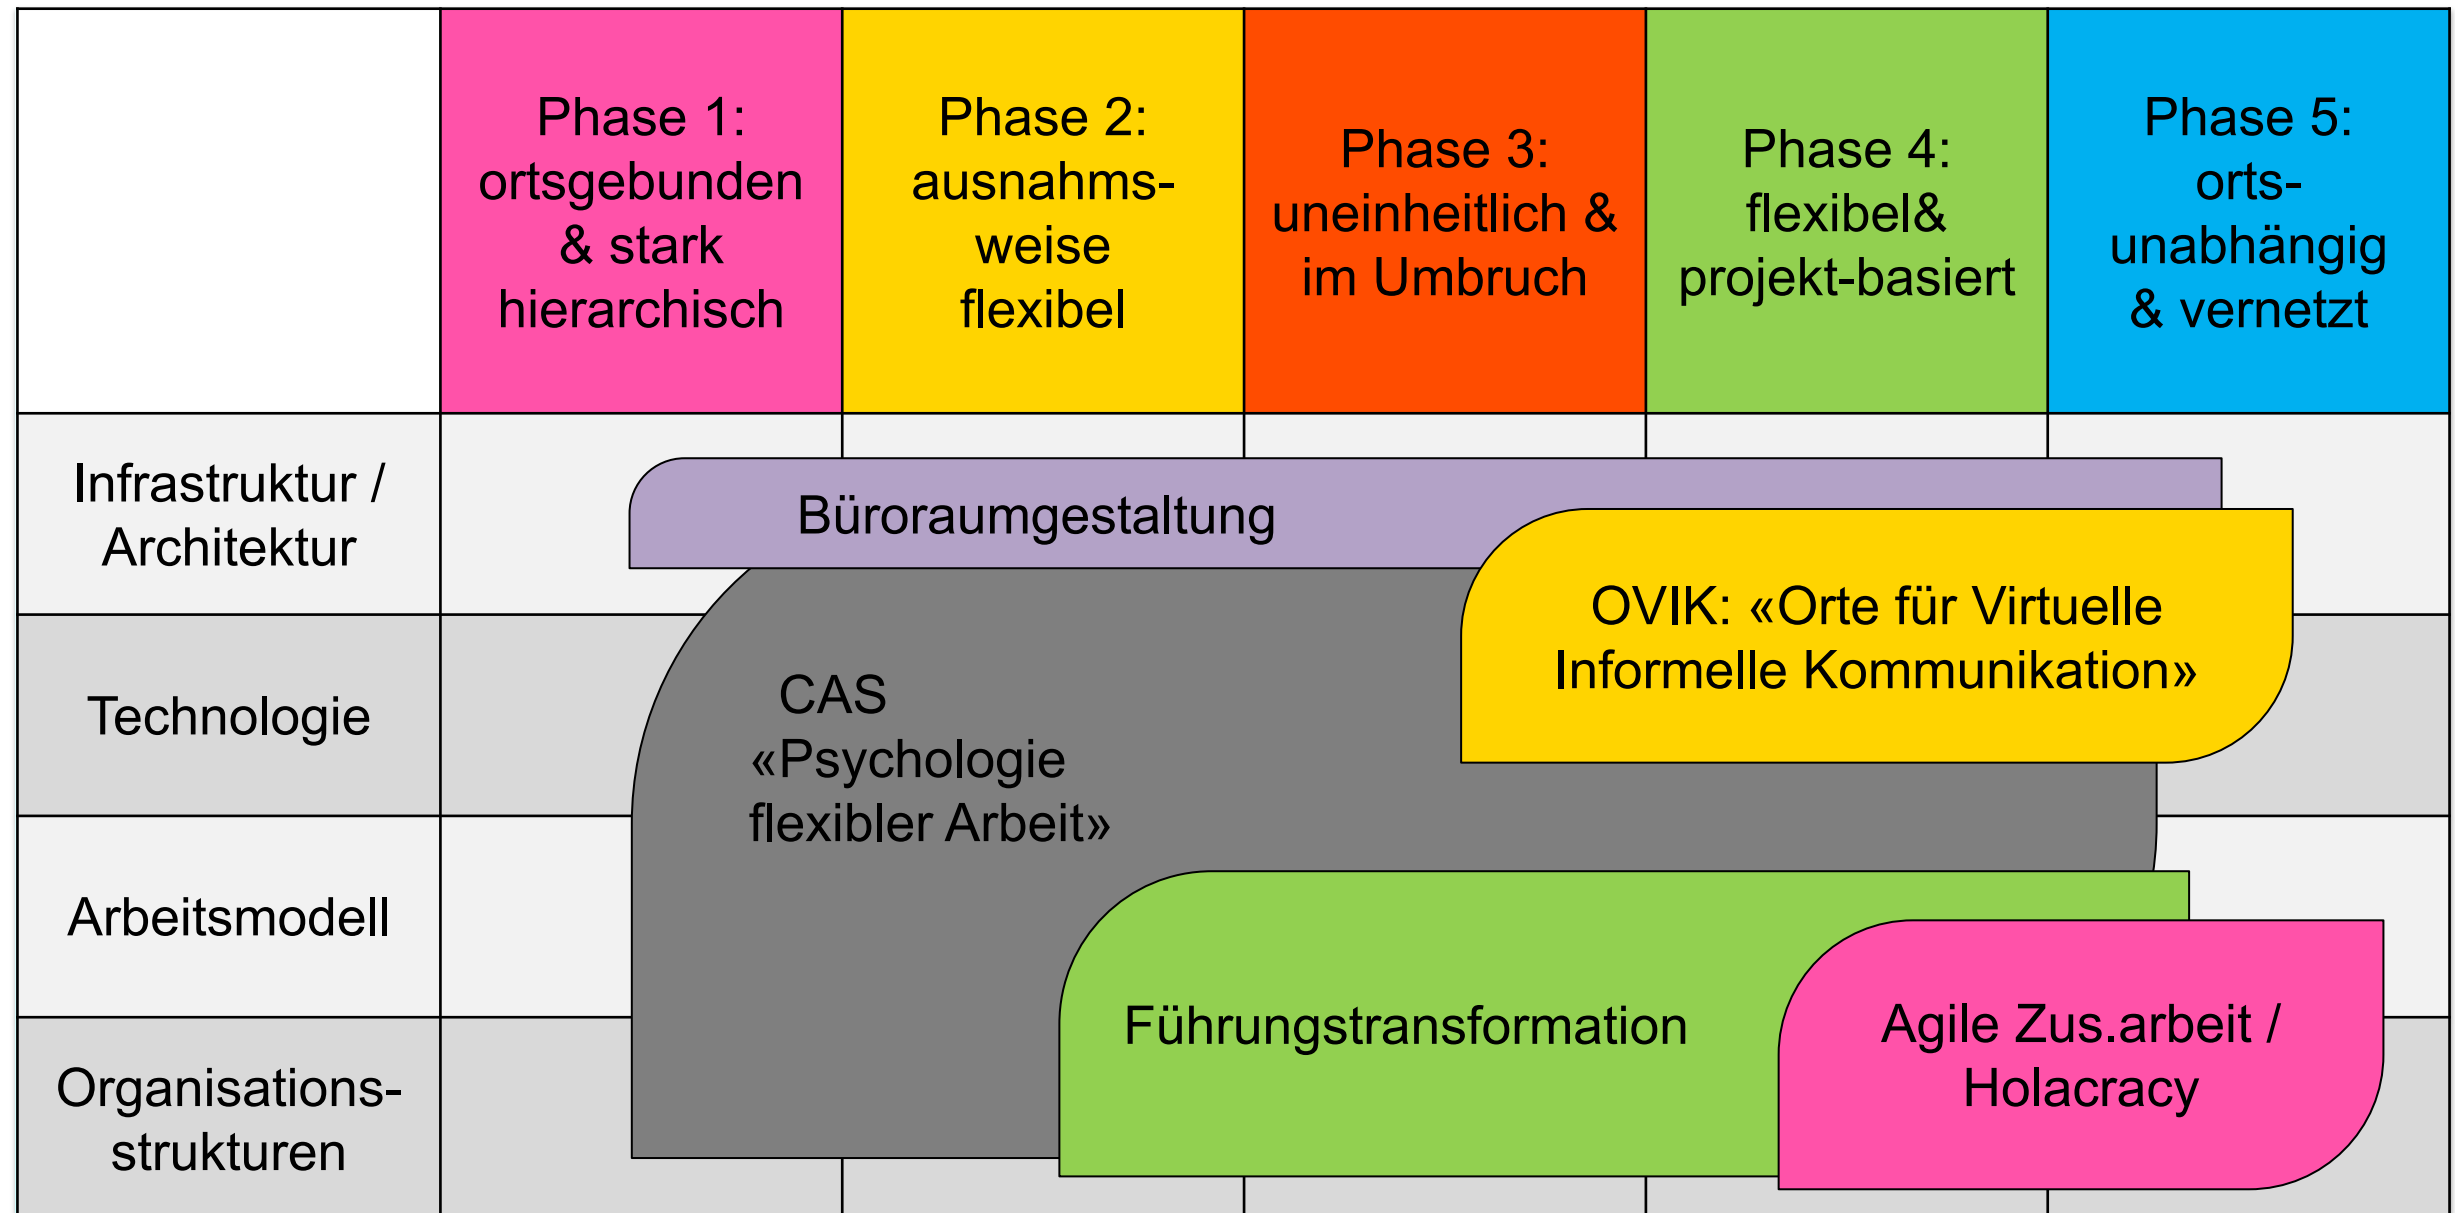 Phase 1:
ortsgebunden
& stark
hierarchisch
Phase 2:
ausnahms-
weise
flexibel
Phase 3:
uneinheitlich &
im Umbruch
Phase 4:
flexibel&
projekt-basiert
Phase 5:
orts-
unabhängig
& vernetzt
Infrastruktur /
Architektur
Büroraumgestaltung
OVIK: «Orte für Virtuelle
Informelle Kommunikation»
Technologie
CAS
«Psychologie
flexibler Arbeit»
Arbeitsmodell
Führungstransformation
Agile Zus.arbeit /
Holacracy
Organisations-
strukturen